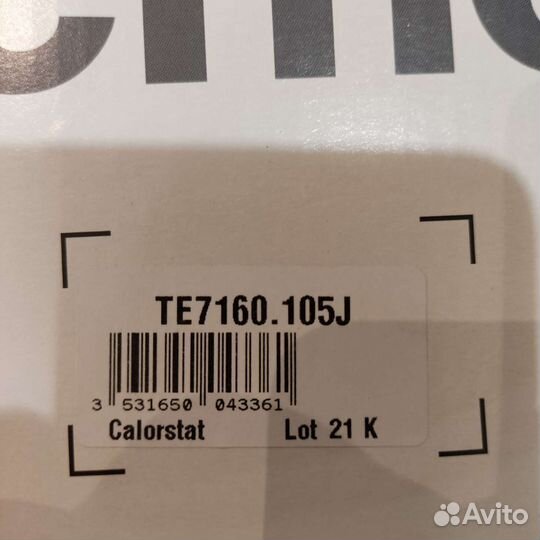 TE7160.105J
3 531650 043361
Calorstat Lot 21 K
Avito